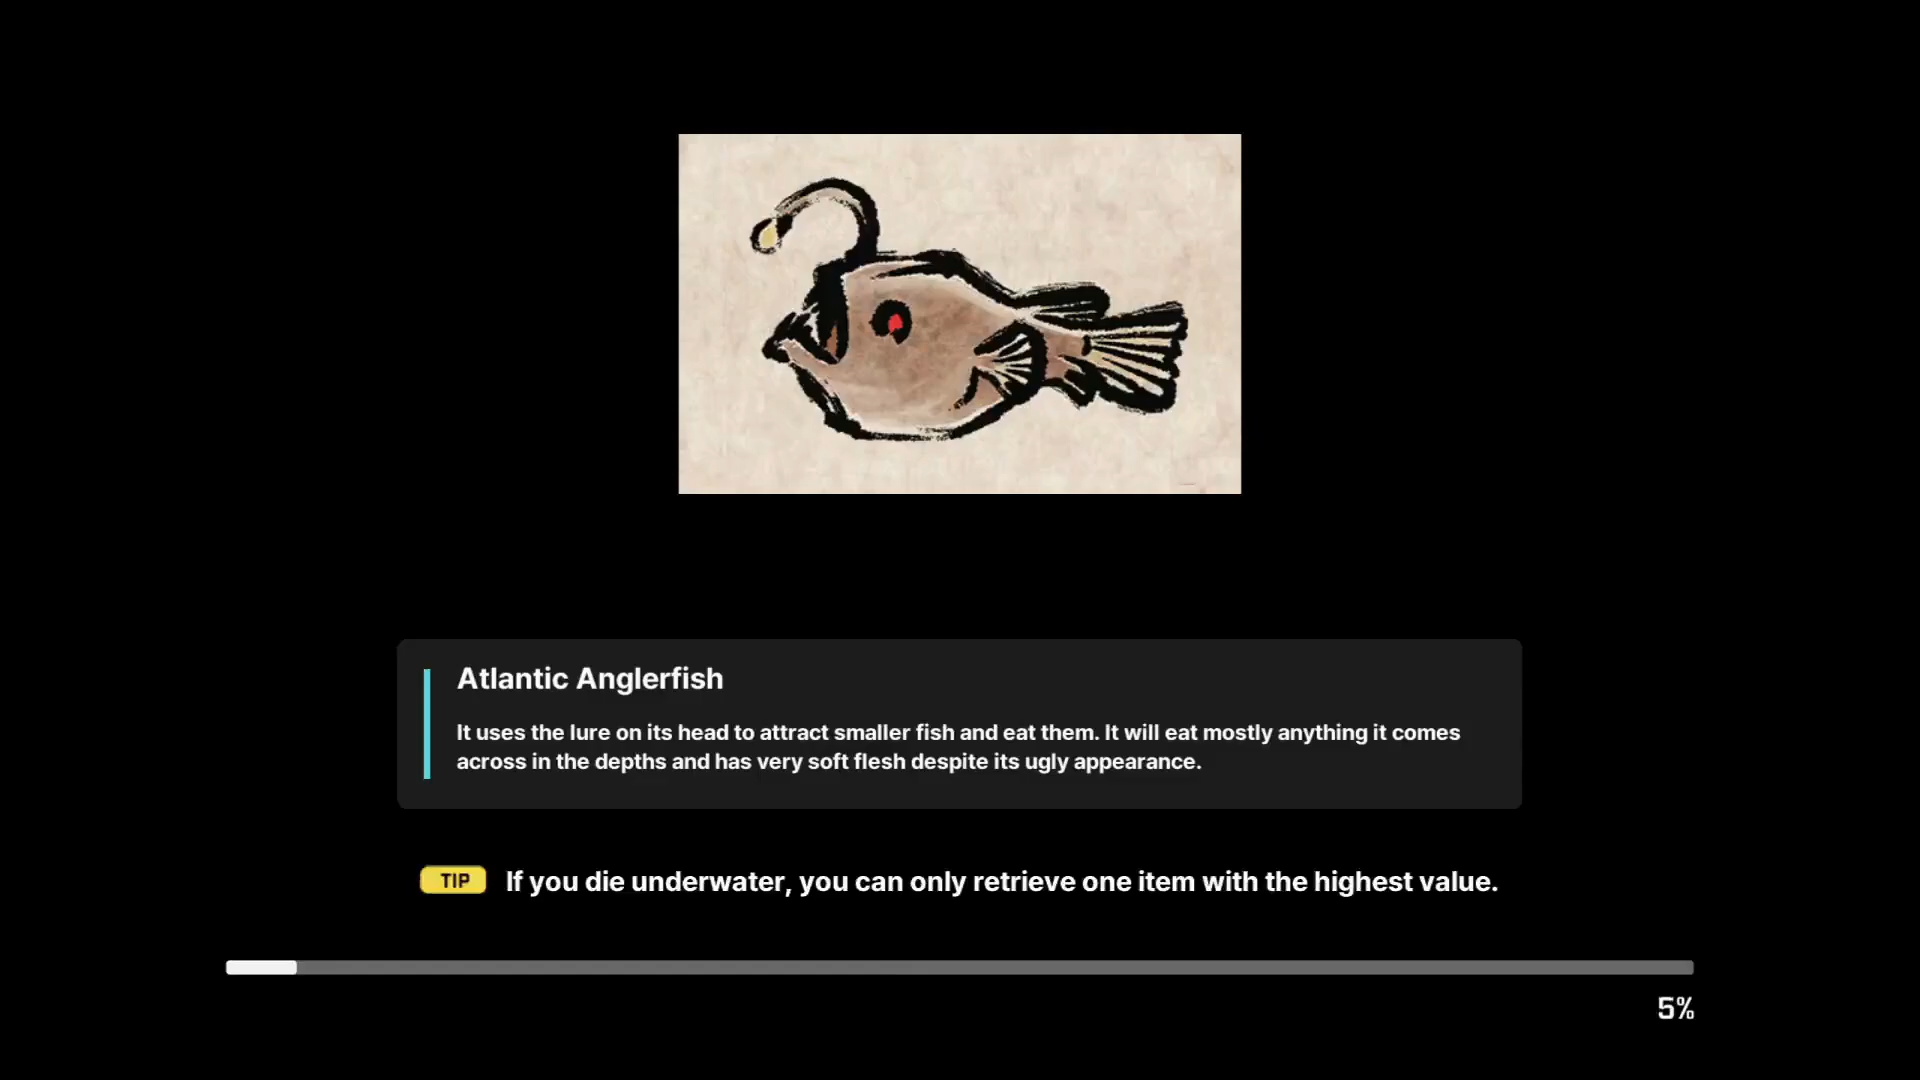 Atlantic Anglerfish
It uses the lure on its head to attract smaller fish and eat them. It will eat mostly anything it comes
across in the depths and has very soft flesh despite its ugly appearance.
TIP If you die underwater, you can only retrieve one item with the highest value.
5%